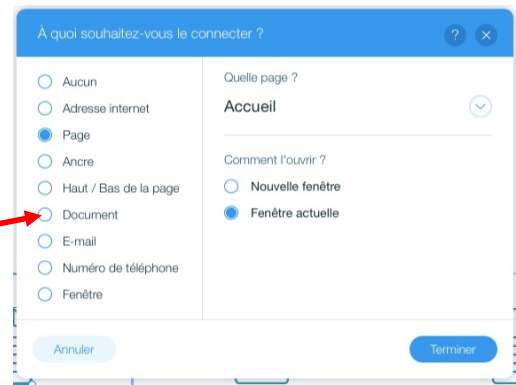 À quoi souhaitez-vous le connecter ?
?
Aucun
Adresse internet
Page
Ancre
Haut / Bas de la page
Document
E-mail
Numéro de téléphone
Fenêtre
Quelle page ?
Accueil
Comment l'ouvrir ?
Nouvelle fenêtre
Fenêtre actuelle
Annuler
Terminer